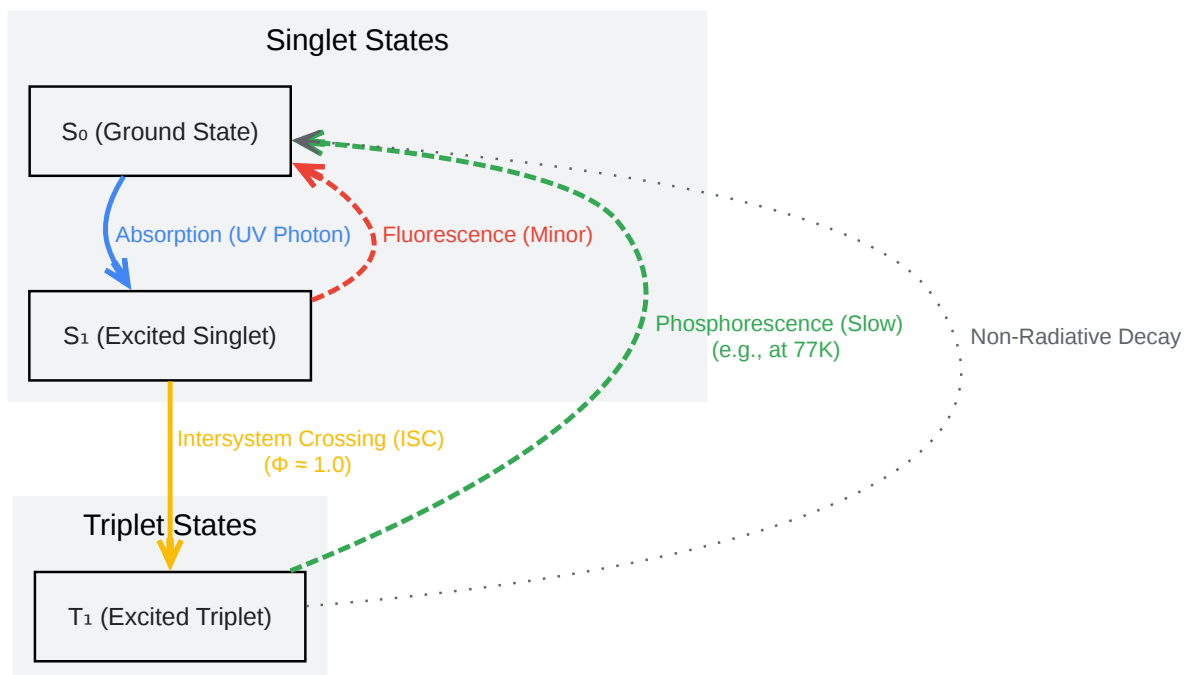 Singlet States
S₀ (Ground State)
Absorption (UV Photon)
Fluorescence (Minor)
S₁ (Excited Singlet)
Phosphorescence (Slow)
(e.g., at 77K)
Non-Radiative Decay
Intersystem Crossing (ISC)
(Φ ≈ 1.0)
Triplet States
T₁ (Excited Triplet)